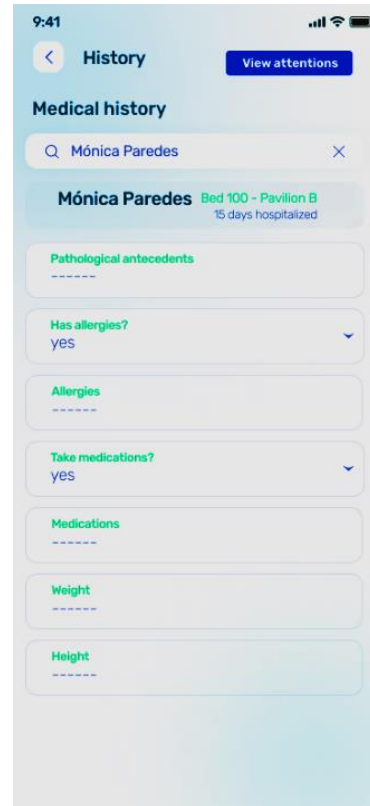 9:41
History
View attentions
Medical history
Mónica Paredes
Mónica Paredes
Bed 100 - Pavilion B
15 days hospitalized
Pathological antecedents
------
Has allergies?
yes
Allergies
------
Take medications?
yes
Medications
------
Weight
------
Height
------